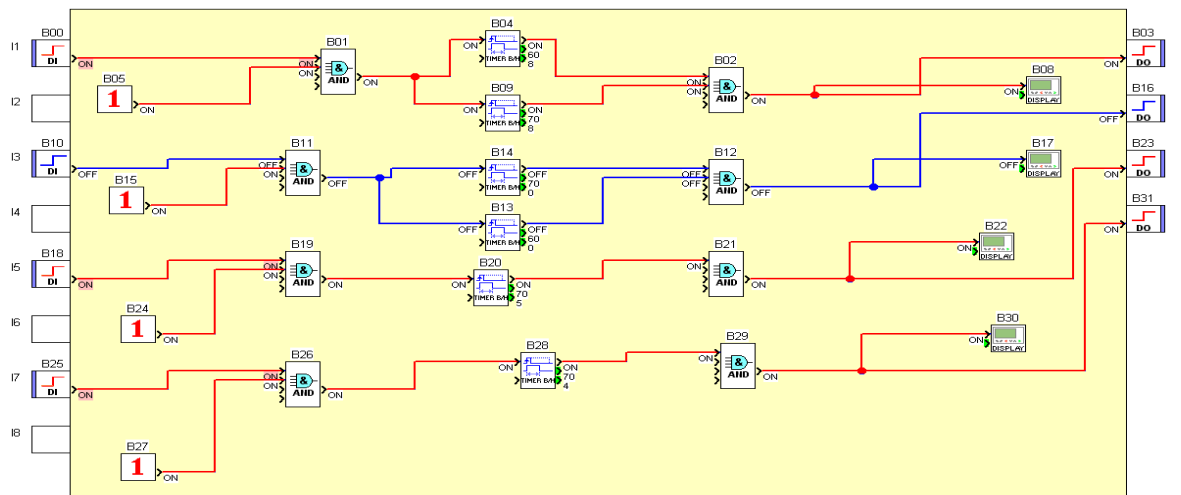 I1
B00
DI
ON
B05
1
ON
B01
ON
ON
&
AND
ON
B04
ON
ON
60
8
TIMER B/H
B09
ON
ON
70
8
TIMER B/H
B02
ON
ON
&
AND
ON
B08
ON
DISPLAY
B03
ON
DO
I2
B16
OFF
DO
I3
B10
DI
OFF
B15
1
ON
B11
OFF
ON
&
AND
OFF
B14
OFF
OFF
70
0
TIMER B/H
B13
OFF
OFF
60
0
TIMER B/H
B12
OFF
OFF
&
AND
OFF
B17
OFF
DISPLAY
B23
ON
DO
I4
B31
ON
DO
I5
B18
DI
ON
B24
1
ON
B19
ON
ON
&
AND
ON
B20
ON
ON
70
5
TIMER B/H
B21
ON
&
AND
ON
B22
ON
DISPLAY
I6
I7
B25
DI
ON
B27
1
ON
B26
ON
ON
&
AND
ON
B28
ON
ON
70
4
TIMER B/H
B29
ON
&
AND
ON
B30
ON
DISPLAY
I8